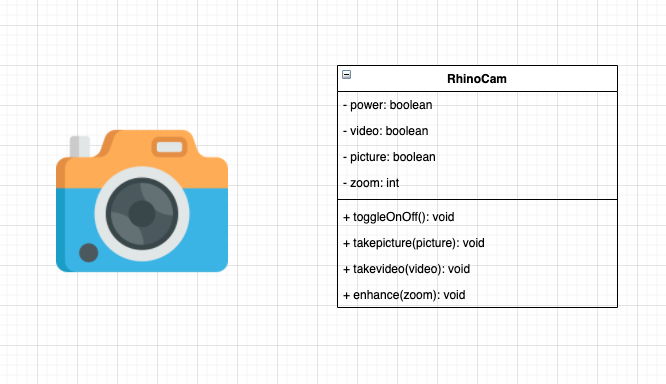 RhinoCam
- power: boolean
- video: boolean
- picture: boolean
- zoom: int
+ toggleOnOff(): void
+ takepicture(picture): void
+ takevideo(video): void
+ enhance(zoom): void